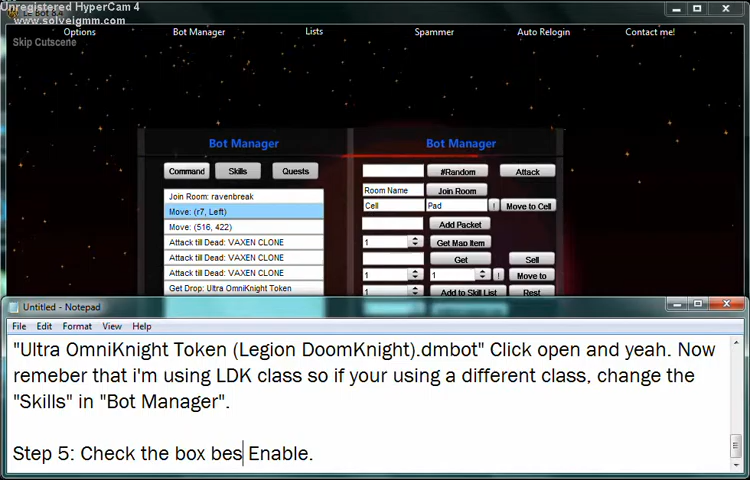 Unregistered HyperCam 4
www.solveigmm.com
Skip Cutscene
Options Bot Manager Lists Spammer Auto Relogin Contact me!
Bot Manager
Command Skills Quests
Join Room: ravenbreak
Move: (r7, Left)
Move: (516, 422)
Attack till Dead: VAXEN CLONE
Attack till Dead: VAXEN CLONE
Attack till Dead: VAXEN CLONE
Get Drop: Ultra OmniKnight Token
Bot Manager
#Random Attack
Room Name Join Room
Cell Pad ! Move to Cell
Add Packet
1 Get Map Item
Get Sell
1 1 ! Move to
1 Add to Skill List Rest
Untitled - Notepad
File Edit Format View Help
"Ultra OmniKnight Token (Legion DoomKnight).dmbot" Click open and yeah. Now
remeber that i'm using LDK class so if your using a different class, change the
"Skills" in "Bot Manager".
Step 5: Check the box bes Enable.